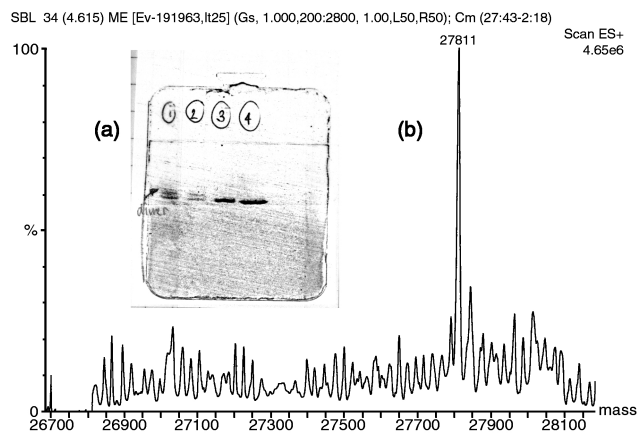 SBL 34 (4.615) ME [Ev-191963,It25] (Gs, 1.000,200:2800, 1.00,L50,R50); Cm (27:43-2:18)
Scan ES+
4.65e6
27811
100
%
0
(a)
(b)
1 2 3 4
dimer
26700 26900 27100 27300 27500 27700 27900 28100 mass